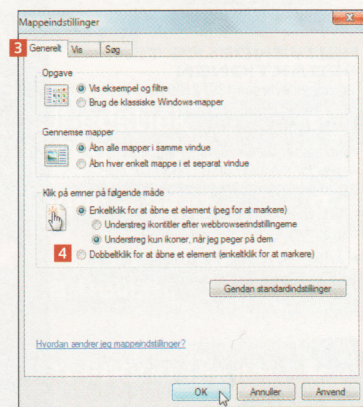 Mappeindstillinger
3 Generelt Vis Søg
Opgave
Vis eksempel og filtre
Brug de klassiske Windows-mapper
Gennemse mapper
Åbn alle mapper i samme vindue
Åbn hver enkelt mappe i et separat vindue
Klik på emner på følgende måde
Enkeltklik for at åbne et element (peg for at markere)
Understreg ikontitler efter webbrowserindstillingerne
Understreg kun ikoner, når jeg peger på dem
4 Dobbeltklik for at åbne et element (enkeltklik for at markere)
Gendan standardindstillinger
Hvordan ændrer jeg mappeindstillinger?
OK Annuller Anvend